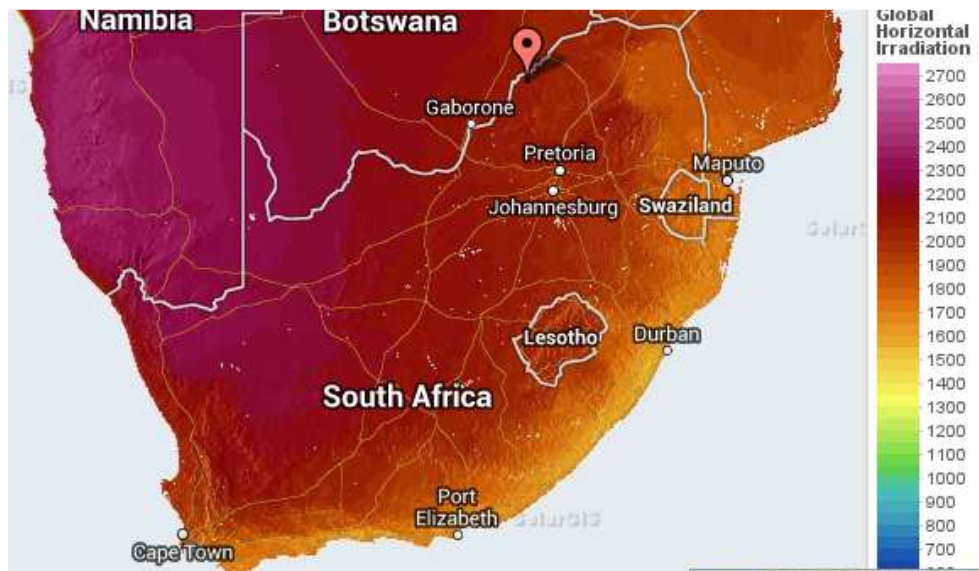 Namibia
Botswana
Gaborone
Pretoria
Johannesburg
Maputo
Swaziland
Lesotho
Durban
South Africa
Port
Elizabeth
Cape Town
SolarGIS
Global
Horizontal
Irradiation
2700
2600
2500
2400
2300
2200
2100
2000
1900
1800
1700
1600
1500
1400
1300
1200
1100
1000
900
800
700